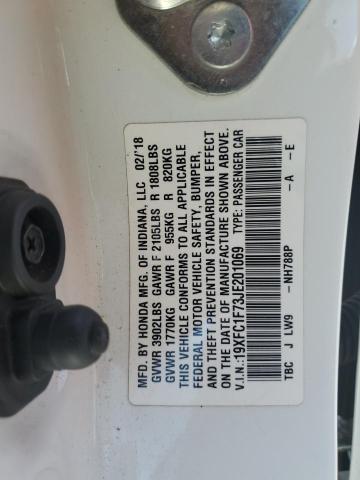 MFD. BY HONDA MFG. OF INDIANA, LLC 02/'18
GVWR 3902LBS GAWR F 2105LBS R 1808LBS
GVWR 1770KG GAWR F 955KG R 820KG
THIS VEHICLE CONFORMS TO ALL APPLICABLE
FEDERAL MOTOR VEHICLE SAFETY, BUMPER,
AND THEFT PREVENTION STANDARDS IN EFFECT
ON THE DATE OF MANUFACTURE SHOWN ABOVE.
V.I.N.:19XFC1F73JE201069 TYPE: PASSENGER CAR
TBC J LW9 -NH788P -A -E